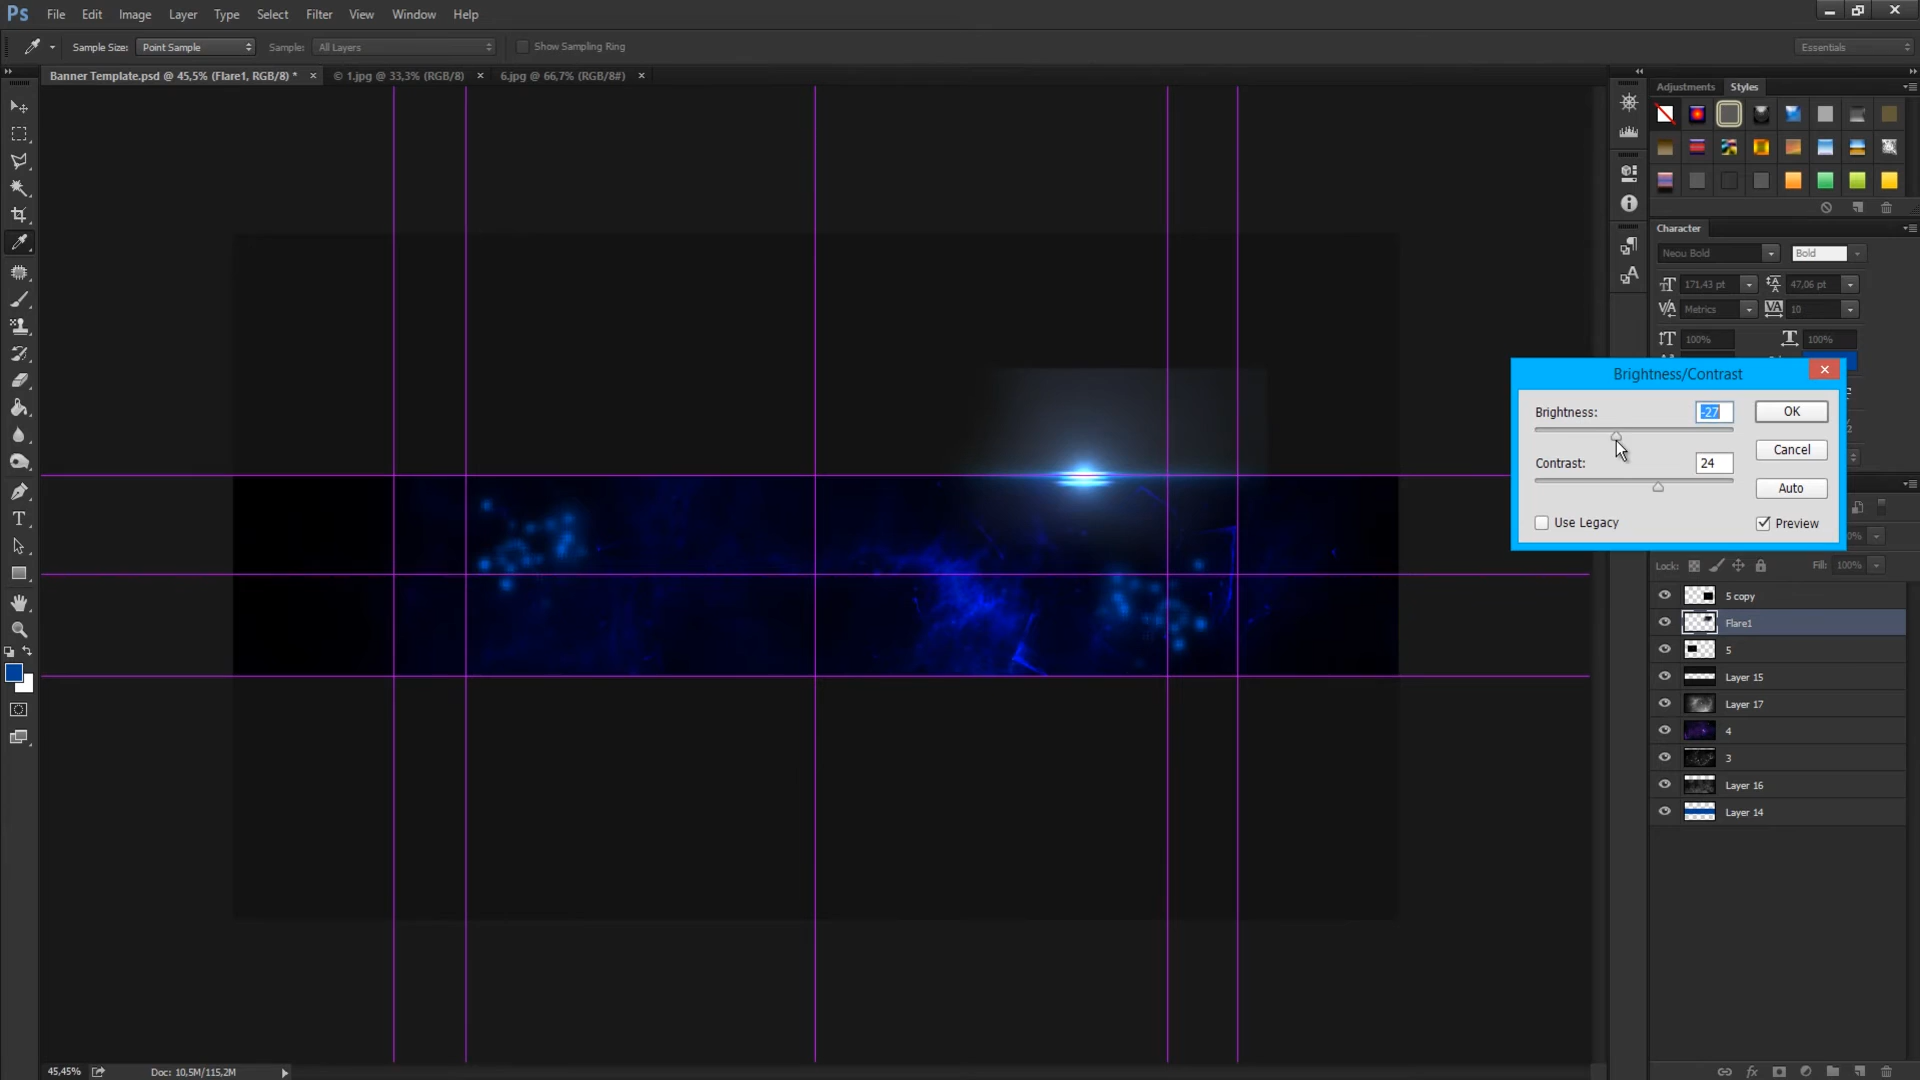 Ps File Edit Image Layer Type Select Filter View Window Help
Sample Size: Point Sample Sample: All Layers Show Sampling Ring Essentials
Banner Template.psd @ 45,5% (Flare1, RGB/8) * × © 1.jpg @ 33,3% (RGB/8) × 6.jpg @ 66,7% (RGB/8#) ×
Adjustments Styles
Character
Neou Bold Bold
171,43 pt 47,06 pt
Metrics 10
100% 100%
Brightness/Contrast
Brightness: -27 OK
Cancel
Contrast: 24
Auto
Use Legacy Preview
Lock: Fill: 100%
5 copy
Flare1
5
Layer 15
Layer 17
4
3
Layer 16
Layer 14
45,45% Doc: 10,5M/115,2M